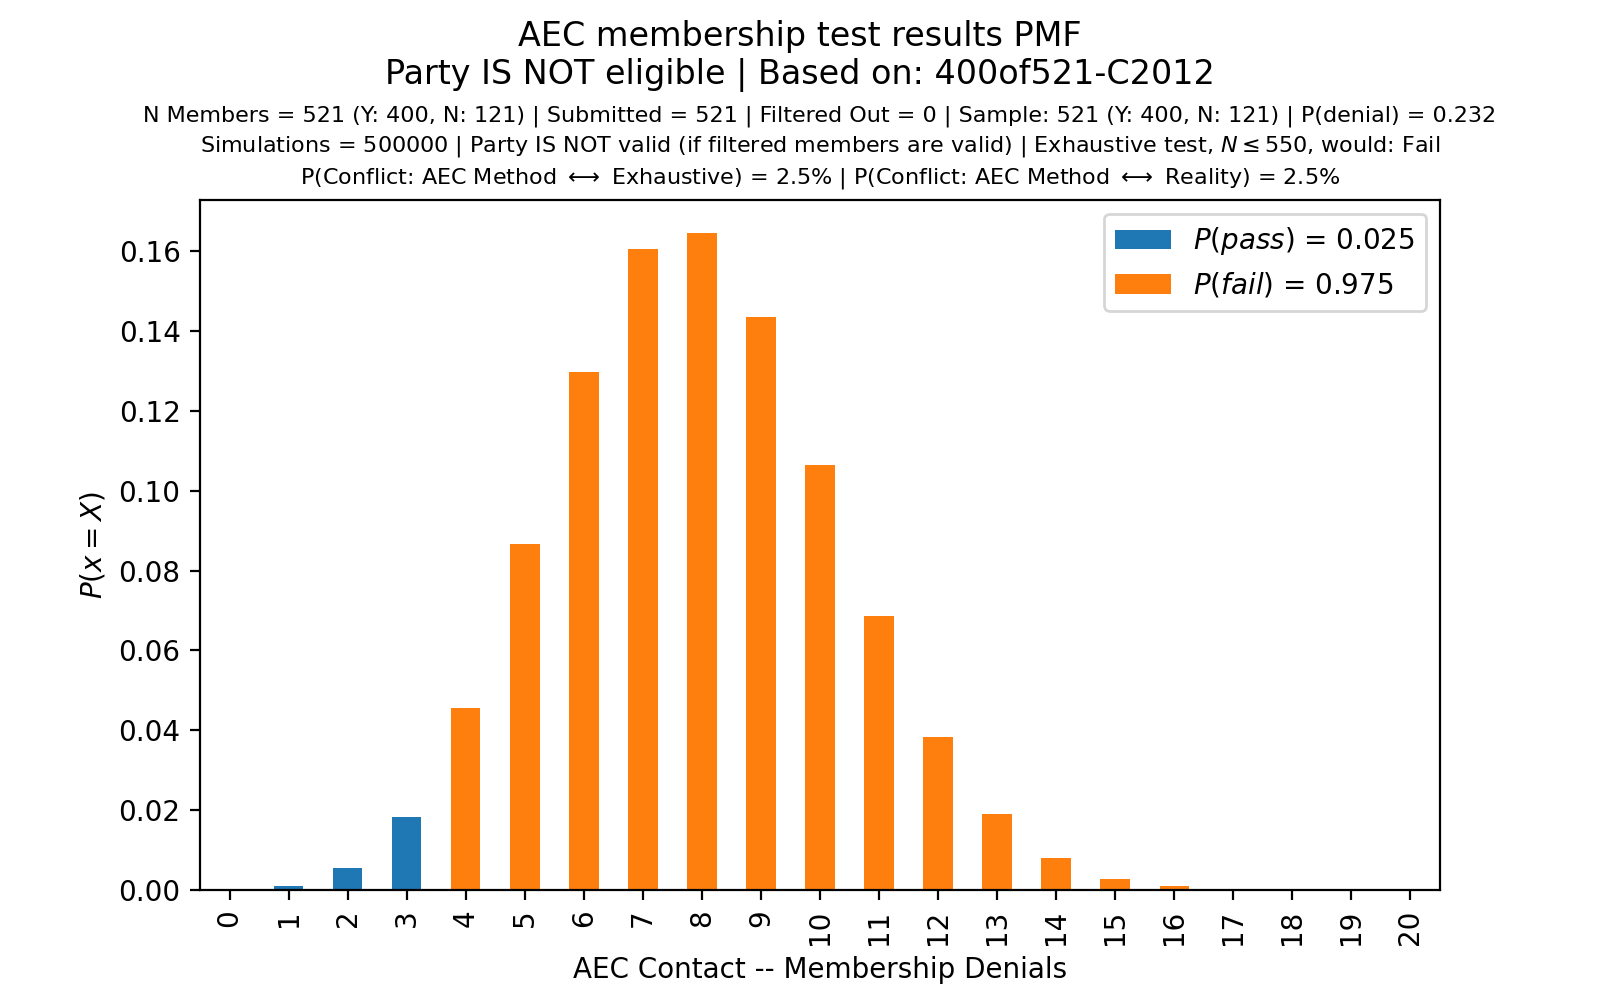 AEC membership test results PMF
Party IS NOT eligible | Based on: 400of521-C2012
N Members = 521 (Y: 400, N: 121) | Submitted = 521 | Filtered Out = 0 | Sample: 521 (Y: 400, N: 121) | P(denial) = 0.232
Simulations = 500000 | Party IS NOT valid (if filtered members are valid) | Exhaustive test, N ≤ 550, would: Fail
P(Conflict: AEC Method ⟷ Exhaustive) = 2.5% | P(Conflict: AEC Method ⟷ Reality) = 2.5%
P(pass) = 0.025
P(fail) = 0.975
0.16
0.14
0.12
0.10
0.08
0.06
0.04
0.02
0.00
P(x = X)
0 1 2 3 4 5 6 7 8 9 10 11 12 13 14 15 16 17 18 19 20
AEC Contact -- Membership Denials